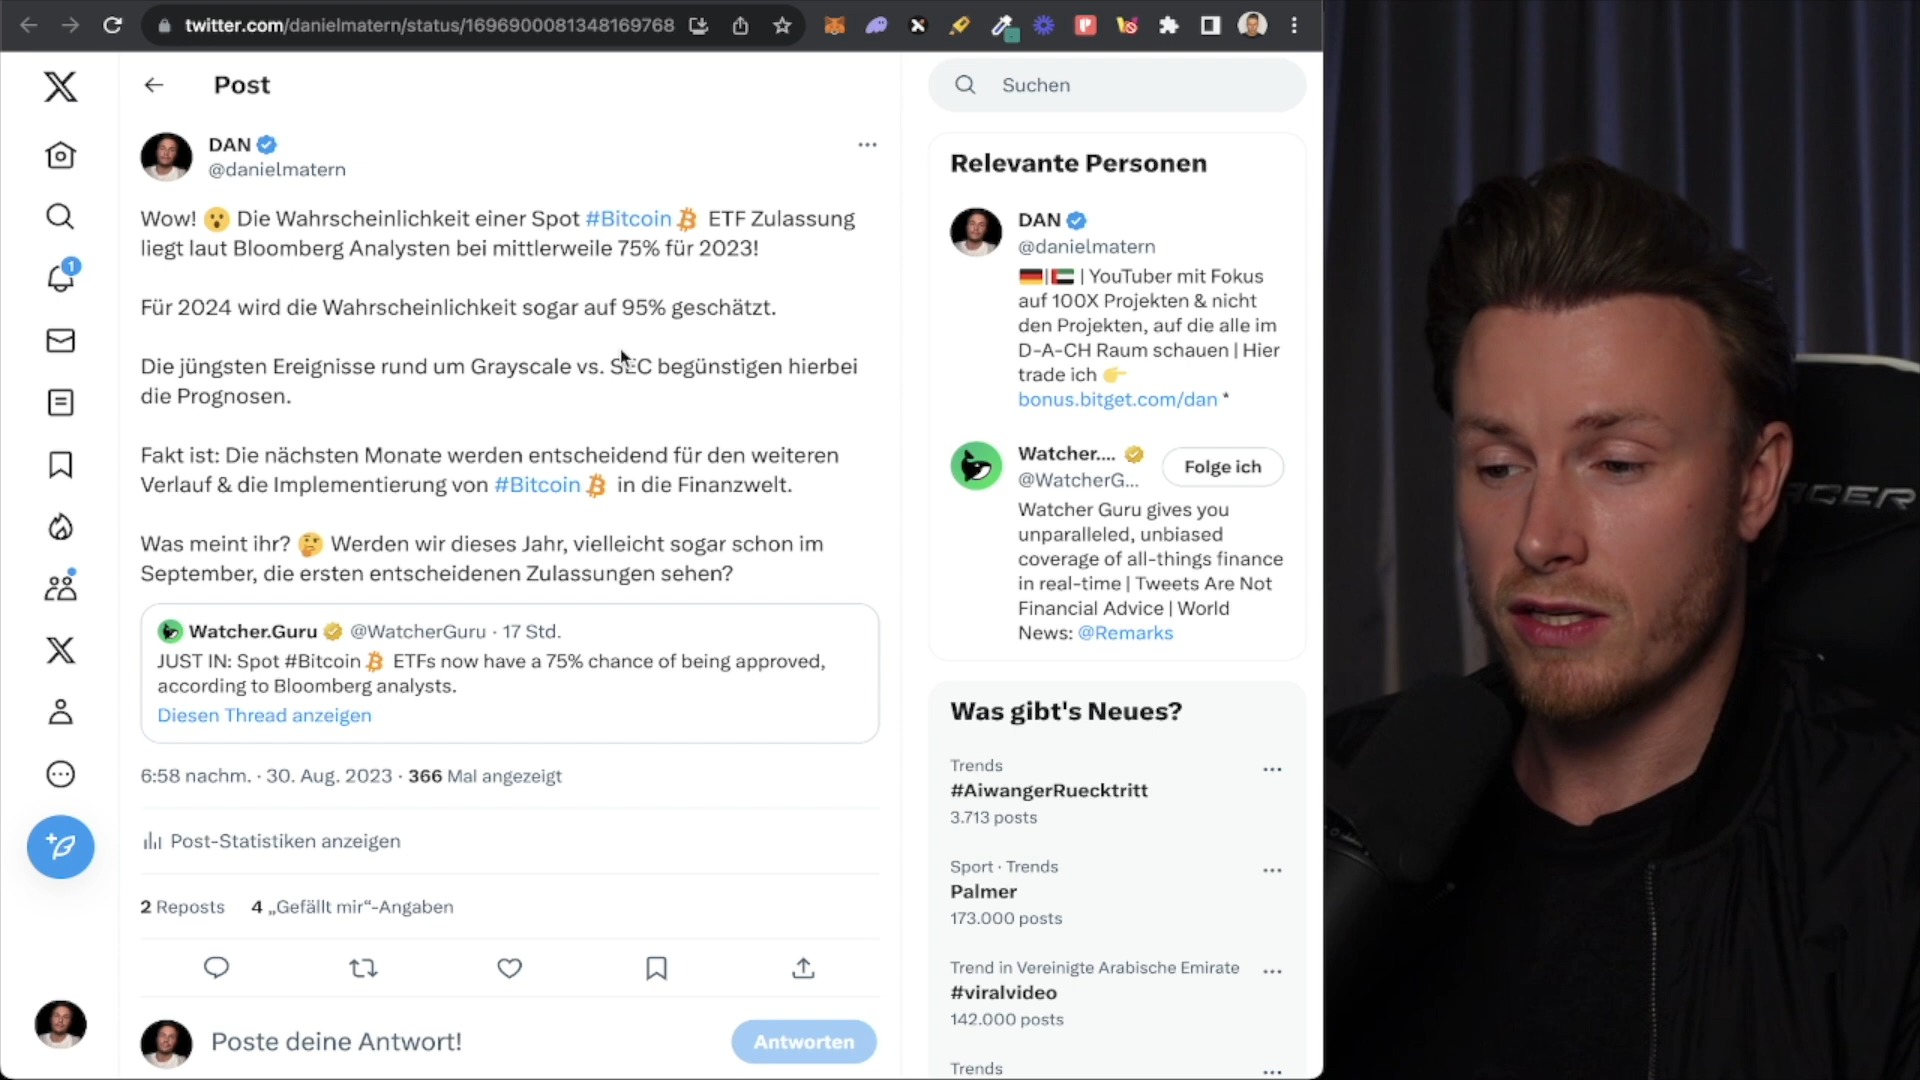 twitter.com/danielmatern/status/1696900081348169768
Post
Suchen
DAN
@danielmatern
Wow! 😮 Die Wahrscheinlichkeit einer Spot #Bitcoin ETF Zulassung
liegt laut Bloomberg Analysten bei mittlerweile 75% für 2023!
Für 2024 wird die Wahrscheinlichkeit sogar auf 95% geschätzt.
Die jüngsten Ereignisse rund um Grayscale vs. SEC begünstigen hierbei
die Prognosen.
Fakt ist: Die nächsten Monate werden entscheidend für den weiteren
Verlauf & die Implementierung von #Bitcoin in die Finanzwelt.
Was meint ihr? 🤔 Werden wir dieses Jahr, vielleicht sogar schon im
September, die ersten entscheidenen Zulassungen sehen?
Watcher.Guru @WatcherGuru · 17 Std.
JUST IN: Spot #Bitcoin ETFs now have a 75% chance of being approved,
according to Bloomberg analysts.
Diesen Thread anzeigen
6:58 nachm. · 30. Aug. 2023 · 366 Mal angezeigt
Post-Statistiken anzeigen
2 Reposts 4 „Gefällt mir“-Angaben
Poste deine Antwort!
Antworten
1
Relevante Personen
DAN
@danielmatern
🇩🇪|🇦🇪 | YouTuber mit Fokus
auf 100X Projekten & nicht
den Projekten, auf die alle im
D-A-CH Raum schauen | Hier
trade ich 👉
bonus.bitget.com/dan *
Watcher....
@WatcherG...
Folge ich
Watcher Guru gives you
unparalleled, unbiased
coverage of all-things finance
in real-time | Tweets Are Not
Financial Advice | World
News: @Remarks
Was gibt's Neues?
Trends
#AiwangerRuecktritt
3.713 posts
Sport · Trends
Palmer
173.000 posts
Trend in Vereinigte Arabische Emirate
#viralvideo
142.000 posts
Trends